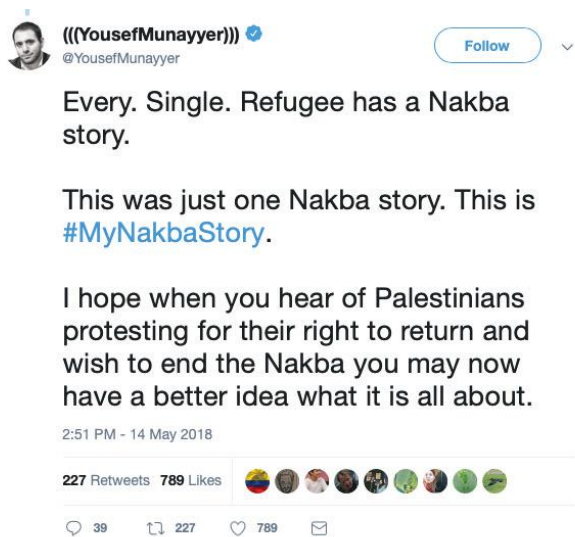 (((YousefMunayyer)))
@YousefMunayyer
Follow
Every. Single. Refugee has a Nakba
story.
This was just one Nakba story. This is
#MyNakbaStory.
I hope when you hear of Palestinians
protesting for their right to return and
wish to end the Nakba you may now
have a better idea what it is all about.
2:51 PM - 14 May 2018
227 Retweets 789 Likes
39 227 789